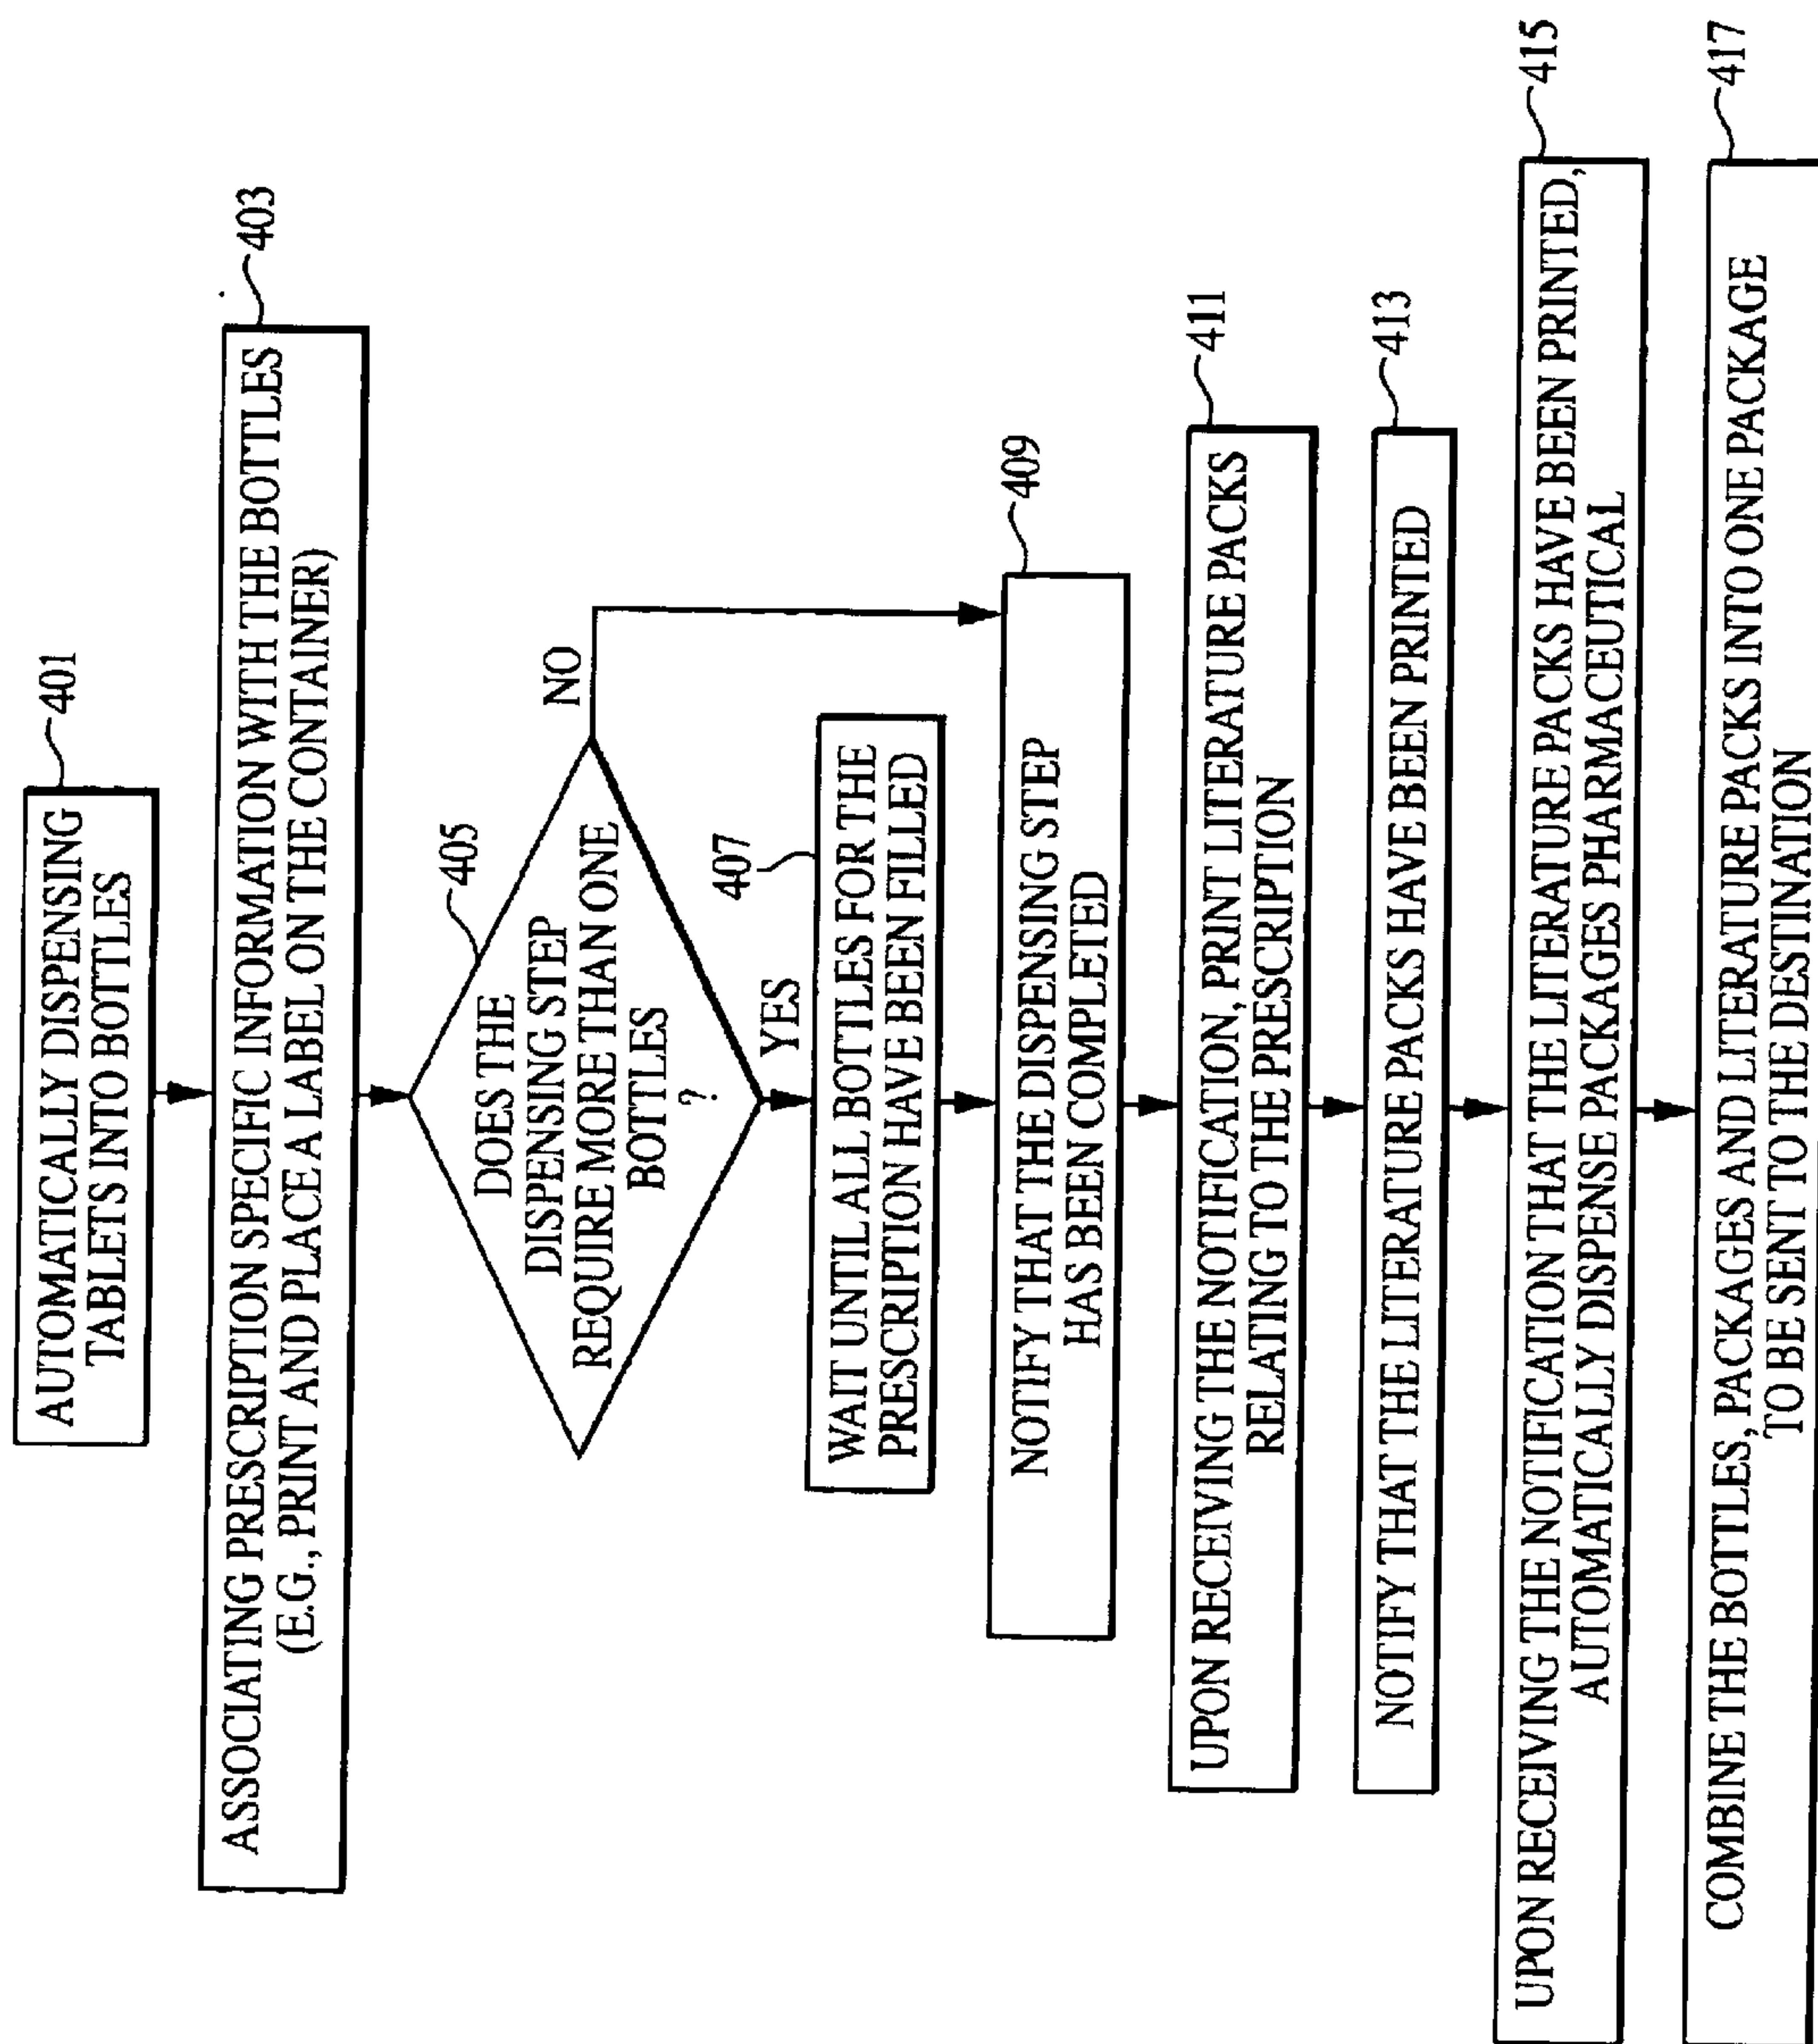 AUTOMATICALLY DISPENSING
TABLETS INTO BOTTLES
401
ASSOCIATING PRESCRIPTION SPECIFIC INFORMATION WITH THE BOTTLES
(E.G., PRINT AND PLACE A LABEL ON THE CONTAINER)
403
DOES THE
DISPENSING STEP
REQUIRE MORE THAN ONE
BOTTLES
?
405
NO
YES
407
WAIT UNTIL ALL BOTTLES FOR THE
PRESCRIPTION HAVE BEEN FILLED
NOTIFY THAT THE DISPENSING STEP
HAS BEEN COMPLETED
409
UPON RECEIVING THE NOTIFICATION, PRINT LITERATURE PACKS
RELATING TO THE PRESCRIPTION
411
NOTIFY THAT THE LITERATURE PACKS HAVE BEEN PRINTED
413
UPON RECEIVING THE NOTIFICATION THAT THE LITERATURE PACKS HAVE BEEN PRINTED,
AUTOMATICALLY DISPENSE PACKAGES PHARMACEUTICAL
415
COMBINE THE BOTTLES, PACKAGES AND LITERATURE PACKS INTO ONE PACKAGE
TO BE SENT TO THE DESTINATION
417